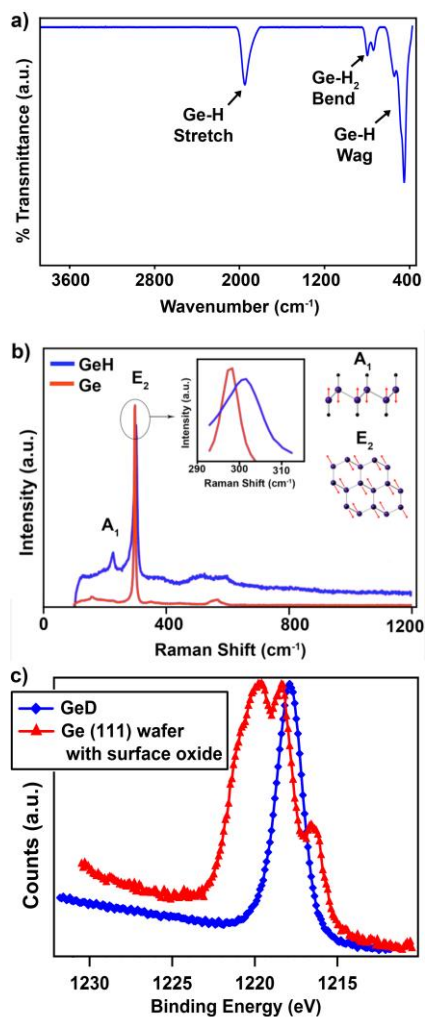 a)
% Transmittance (a.u.)
Ge-H
Stretch
Ge-H₂
Bend
Ge-H
Wag
3600 2800 2000 1200 400
Wavenumber (cm⁻¹)
b)
GeH
Ge
E₂
A₁
Intensity (a.u.)
Intensity (a.u.)
290 300 310
Raman Shift (cm⁻¹)
A₁
E₂
0 400 800 1200
Raman Shift (cm⁻¹)
c)
GeD
Ge (111) wafer
with surface oxide
Counts (a.u.)
1230 1225 1220 1215
Binding Energy (eV)